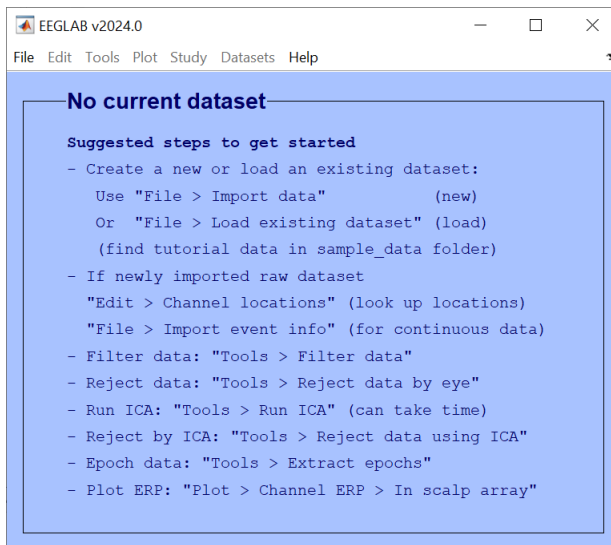 EEGLAB v2024.0
File Edit Tools Plot Study Datasets Help
No current dataset
Suggested steps to get started
- Create a new or load an existing dataset:
Use "File > Import data" (new)
Or "File > Load existing dataset" (load)
(find tutorial data in sample_data folder)
- If newly imported raw dataset
"Edit > Channel locations" (look up locations)
"File > Import event info" (for continuous data)
- Filter data: "Tools > Filter data"
- Reject data: "Tools > Reject data by eye"
- Run ICA: "Tools > Run ICA" (can take time)
- Reject by ICA: "Tools > Reject data using ICA"
- Epoch data: "Tools > Extract epochs"
- Plot ERP: "Plot > Channel ERP > In scalp array"